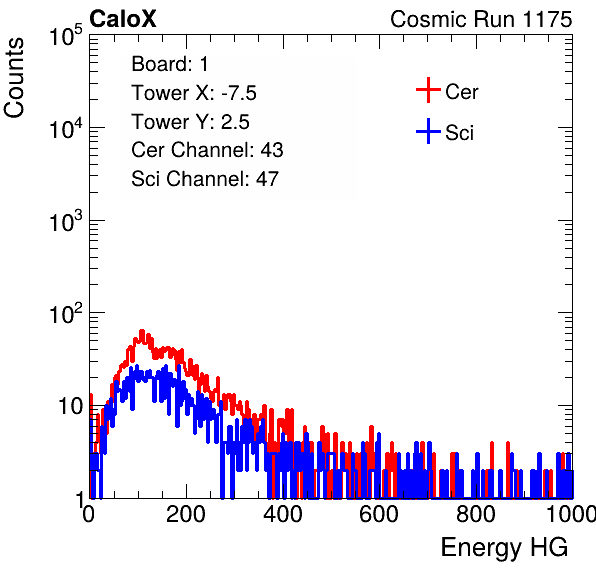 CaloX Cosmic Run 1175
Counts
10^5
10^4
10^3
10^2
10
1
Board: 1
Tower X: -7.5
Tower Y: 2.5
Cer Channel: 43
Sci Channel: 47
Cer
Sci
0 200 400 600 800 1000
Energy HG